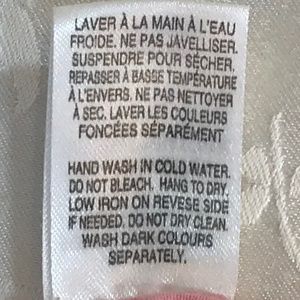 LAVER À LA MAIN À L'EAU
FROIDE. NE PAS JAVELLISER.
SUSPENDRE POUR SÉCHER.
REPASSER À BASSE TEMPÉRATURE
À L'ENVERS. NE PAS NETTOYER
À SEC. LAVER LES COULEURS
FONCÉES SÉPARÉMENT
HAND WASH IN COLD WATER.
DO NOT BLEACH. HANG TO DRY.
LOW IRON ON REVESE SIDE
IF NEEDED. DO NOT DRY CLEAN.
WASH DARK COLOURS
SEPARATELY.